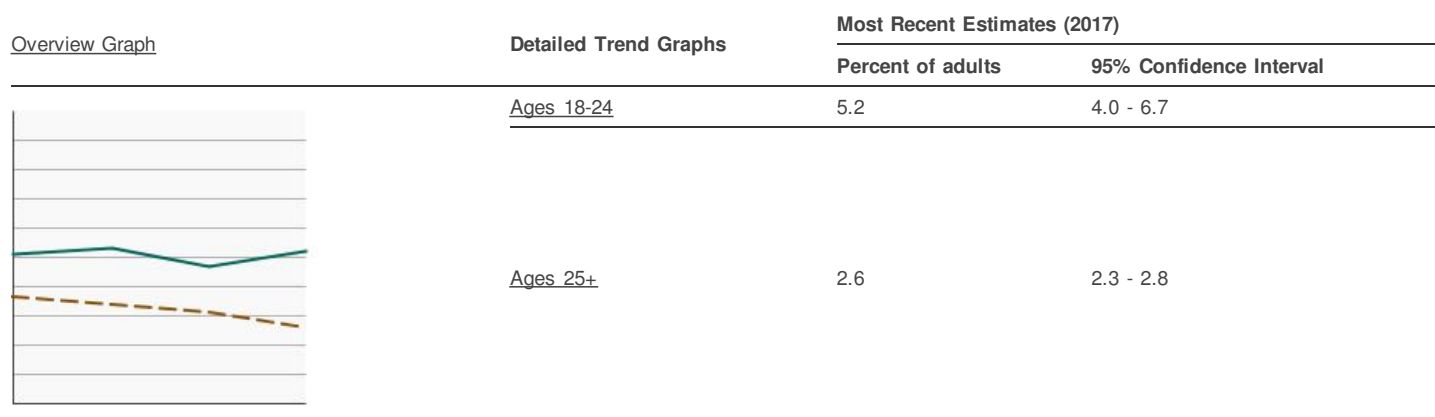 Overview Graph
Detailed Trend Graphs
Most Recent Estimates (2017)
Percent of adults
95% Confidence Interval
Ages 18-24 5.2 4.0 - 6.7
Ages 25+ 2.6 2.3 - 2.8